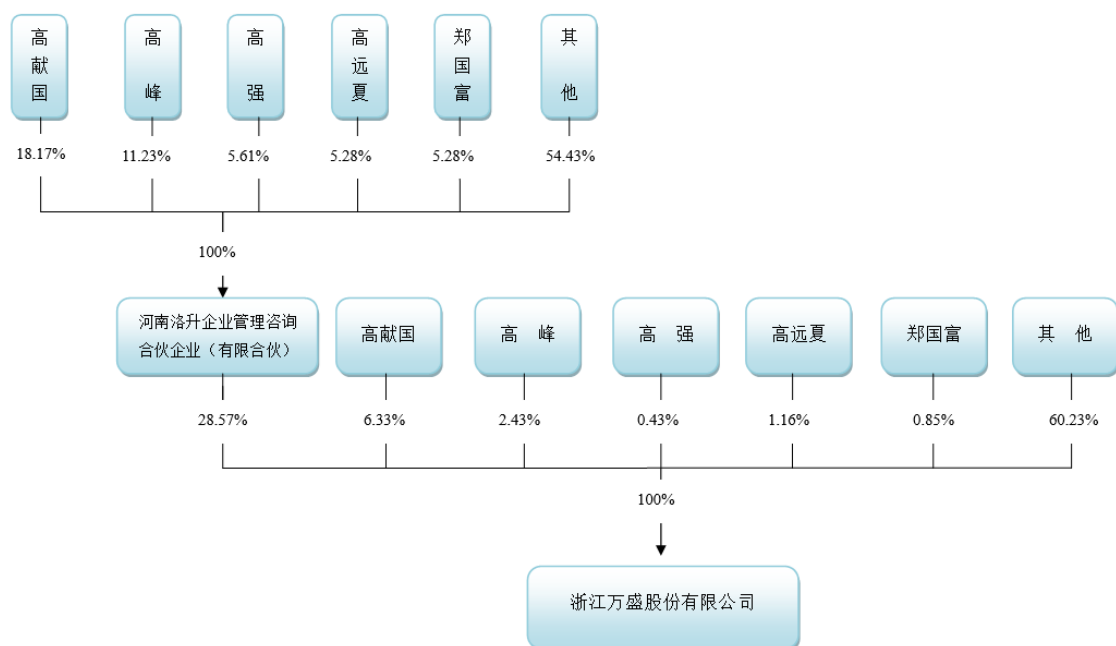 高献国
高峰
高强
高远夏
郑国富
其他
18.17%
11.23%
5.61%
5.28%
5.28%
54.43%
100%
河南洛升企业管理咨询
合伙企业（有限合伙）
高献国
高 峰
高 强
高远夏
郑国富
其 他
28.57%
6.33%
2.43%
0.43%
1.16%
0.85%
60.23%
100%
浙江万盛股份有限公司